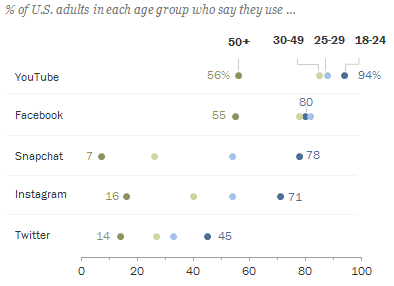 % of U.S. adults in each age group who say they use ...
50+ 30-49 25-29 18-24
YouTube 56% 94%
80
Facebook 55
Snapchat 7 78
Instagram 16 71
Twitter 14 45
0 20 40 60 80 100